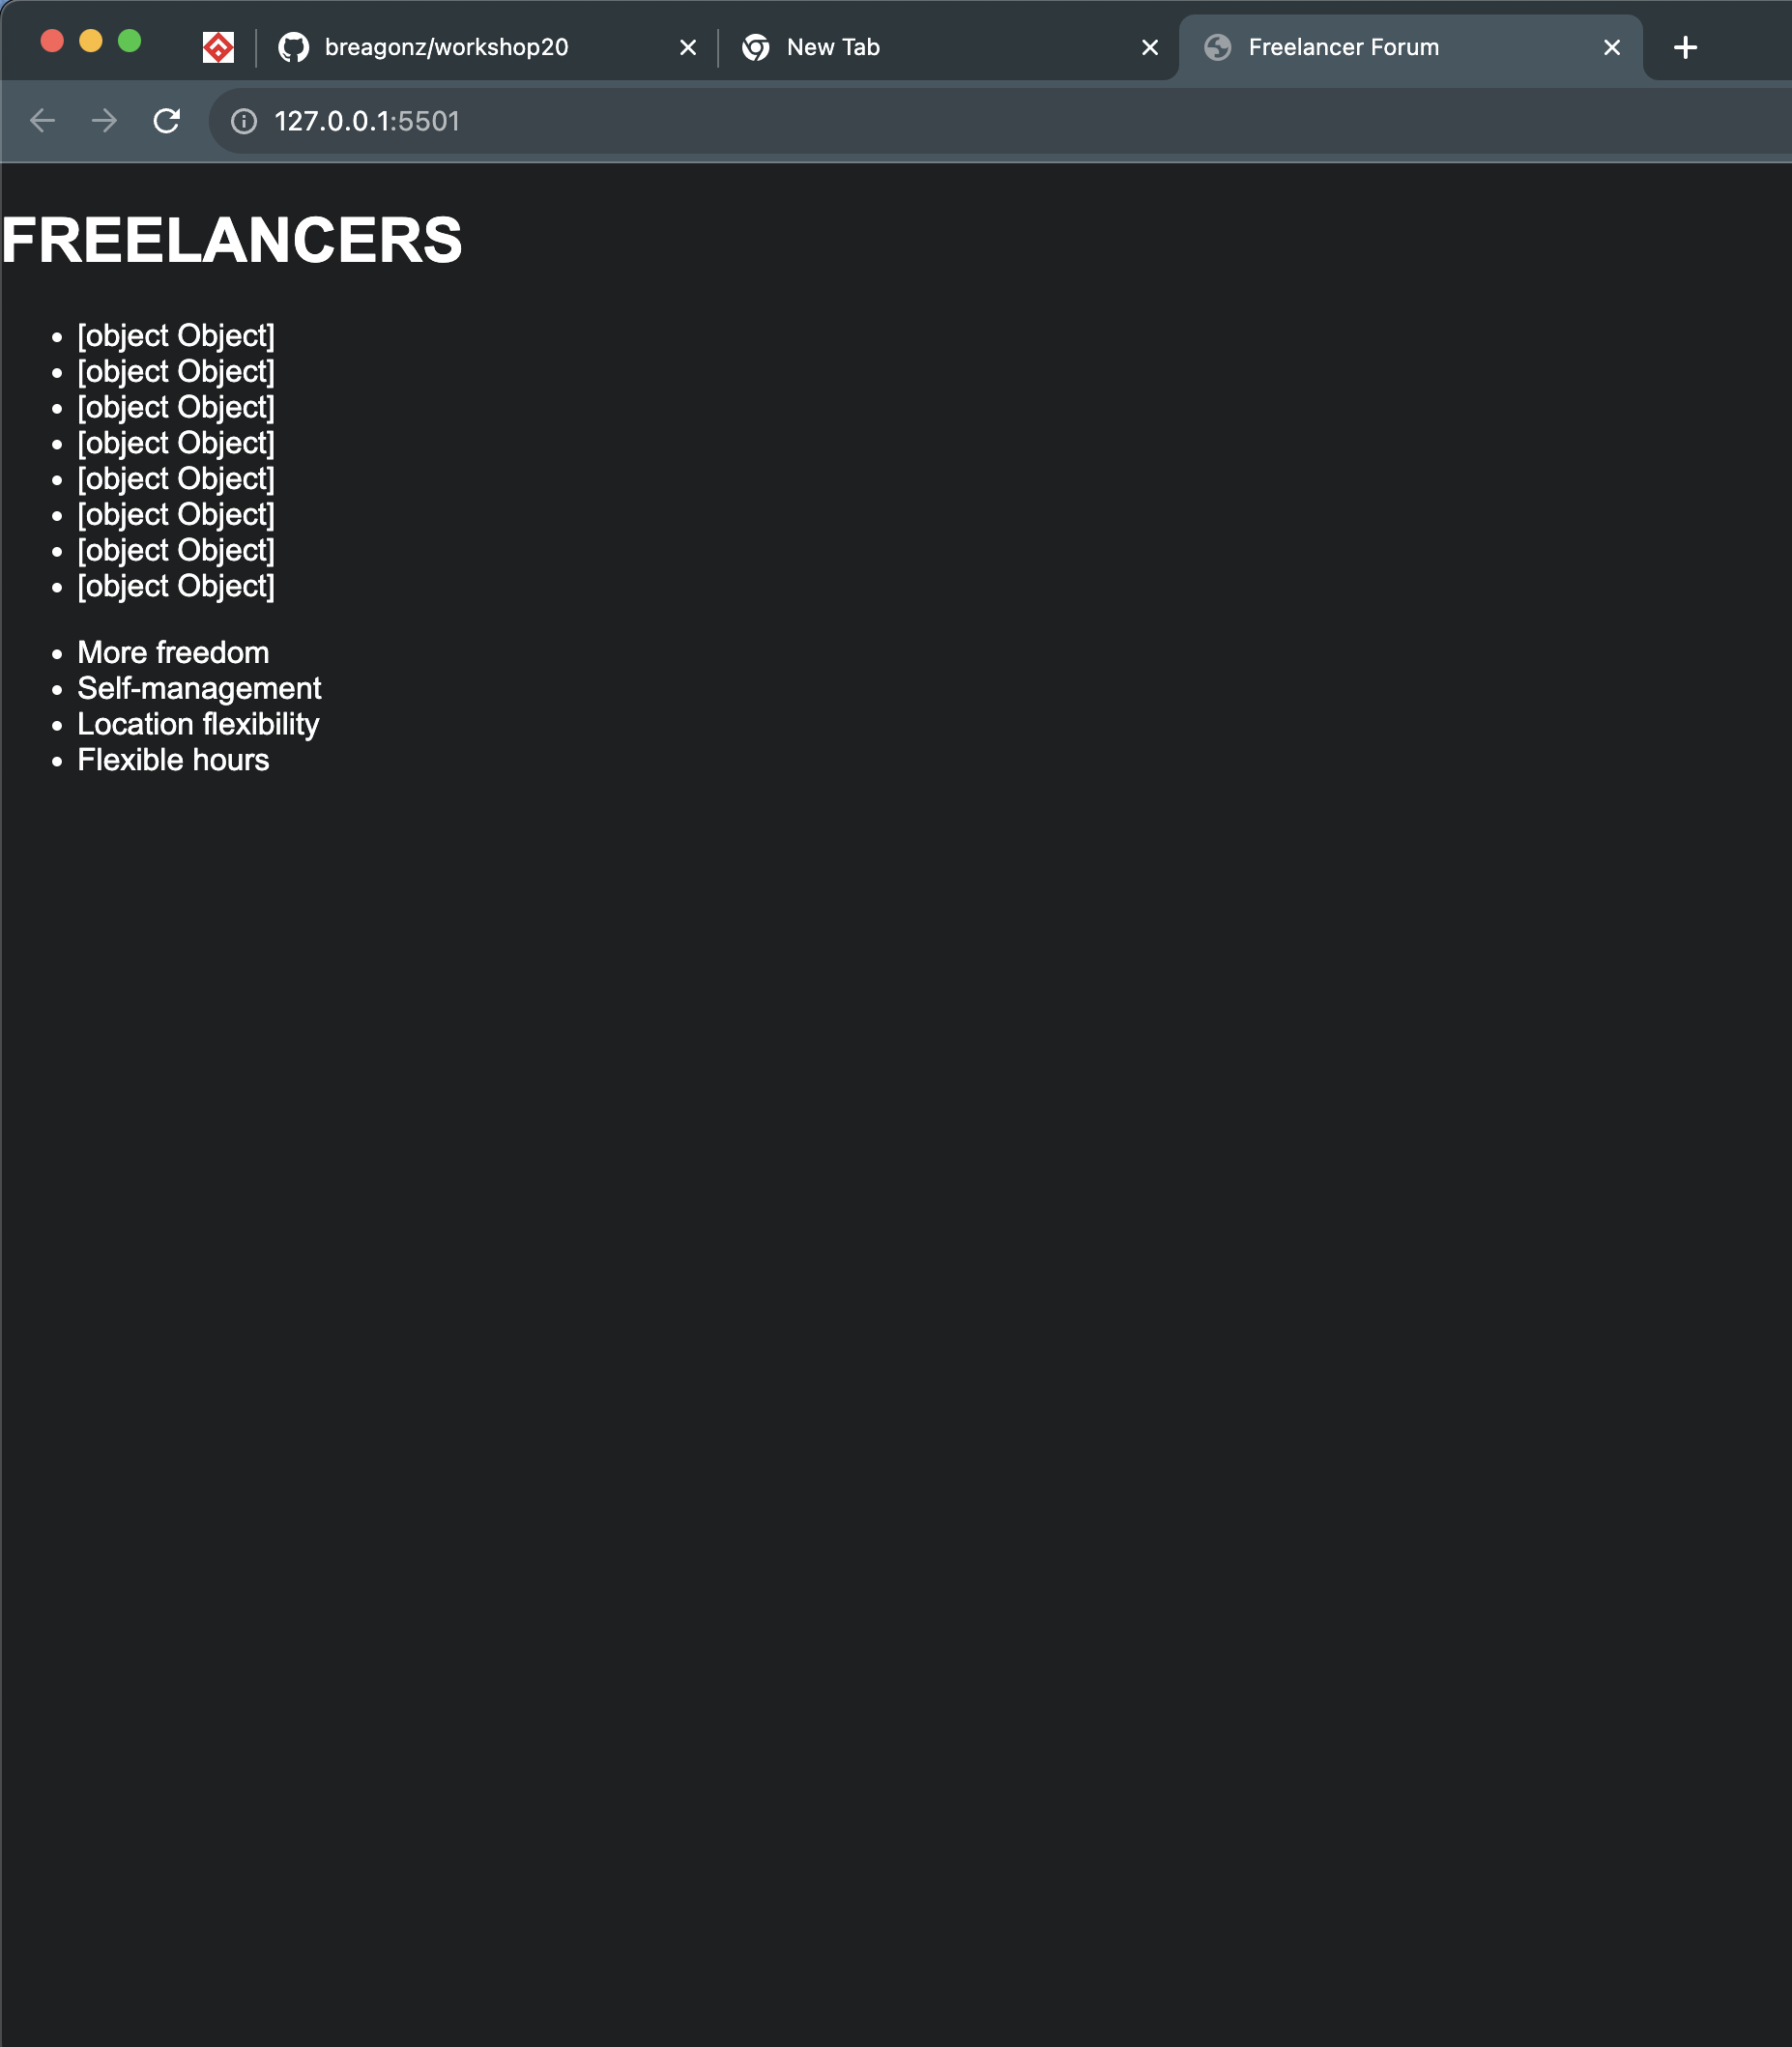 breagonz/workshop20
New Tab
Freelancer Forum
127.0.0.1:5501
FREELANCERS
[object Object]
[object Object]
[object Object]
[object Object]
[object Object]
[object Object]
[object Object]
[object Object]
More freedom
Self-management
Location flexibility
Flexible hours